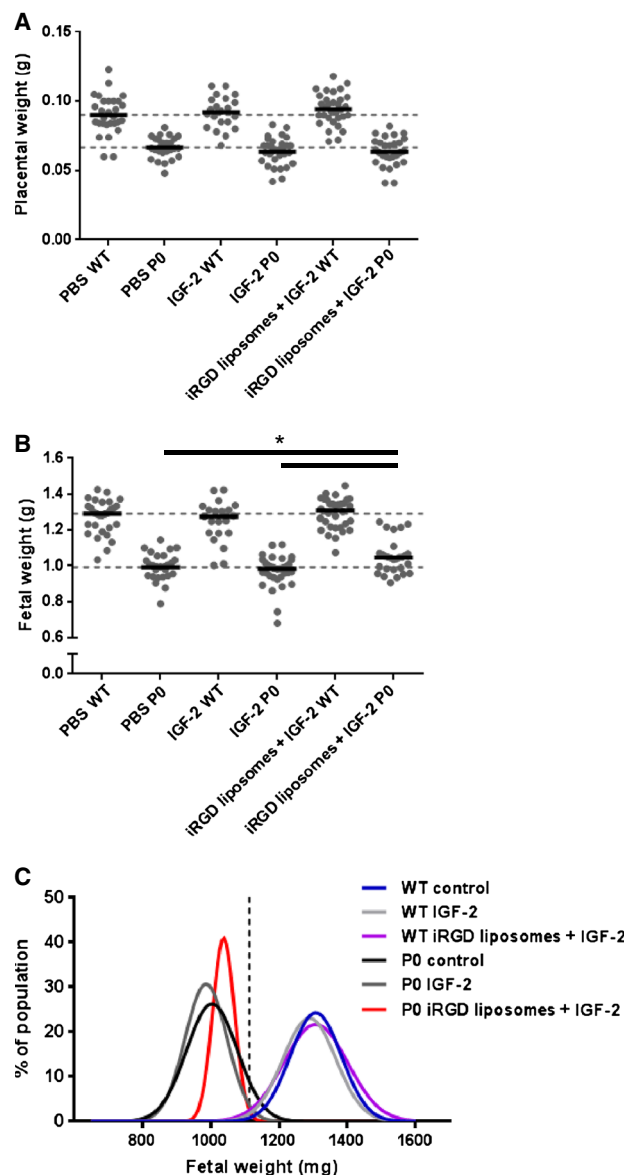 A
Placental weight (g)
0.15
0.10
0.05
0.00
PBS WT
PBS P0
IGF-2 WT
IGF-2 P0
iRGD liposomes + IGF-2 WT
iRGD liposomes + IGF-2 P0
B
*
Fetal weight (g)
1.6
1.4
1.2
1.0
0.8
0.6
0.0
PBS WT
PBS P0
IGF-2 WT
IGF-2 P0
iRGD liposomes + IGF-2 WT
iRGD liposomes + IGF-2 P0
C
% of population
50
40
30
20
10
0
800 1000 1200 1400 1600
Fetal weight (mg)
WT control
WT IGF-2
WT iRGD liposomes + IGF-2
P0 control
P0 IGF-2
P0 iRGD liposomes + IGF-2